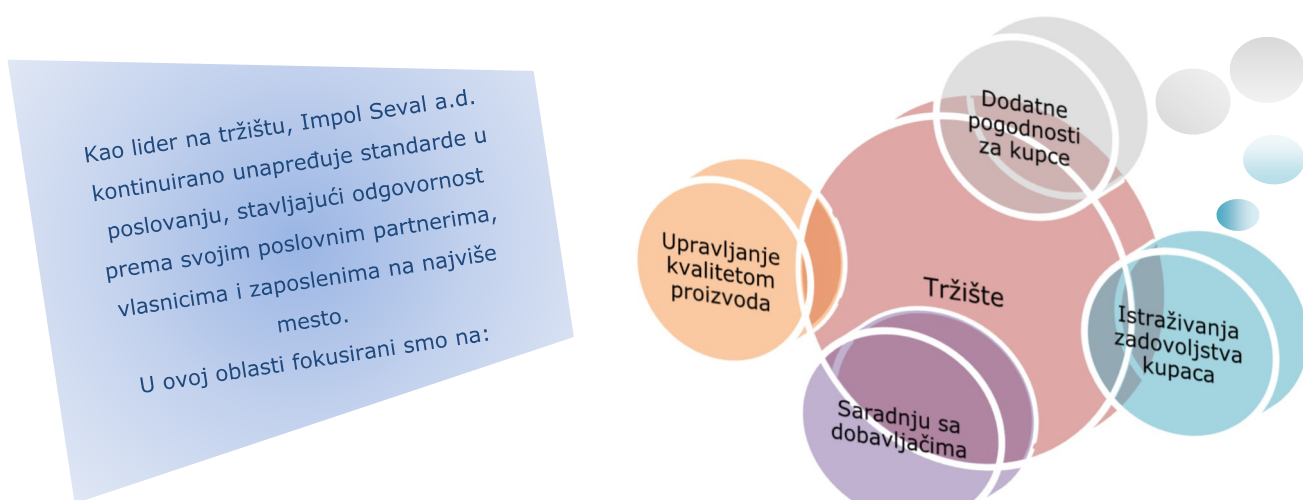 Kao lider na tržištu, Impol Seval a.d.
kontinuirano unapređuje standarde u
poslovanju, stavljajući odgovornost
prema svojim poslovnim partnerima,
vlasnicima i zaposlenima na najviše
mesto.
U ovoj oblasti fokusirani smo na:
Dodatne
pogodnosti
za kupce
Upravljanje
kvalitetom
proizvoda
Tržište
Istraživanja
zadovoljstva
kupaca
Saradnju sa
dobavljačima